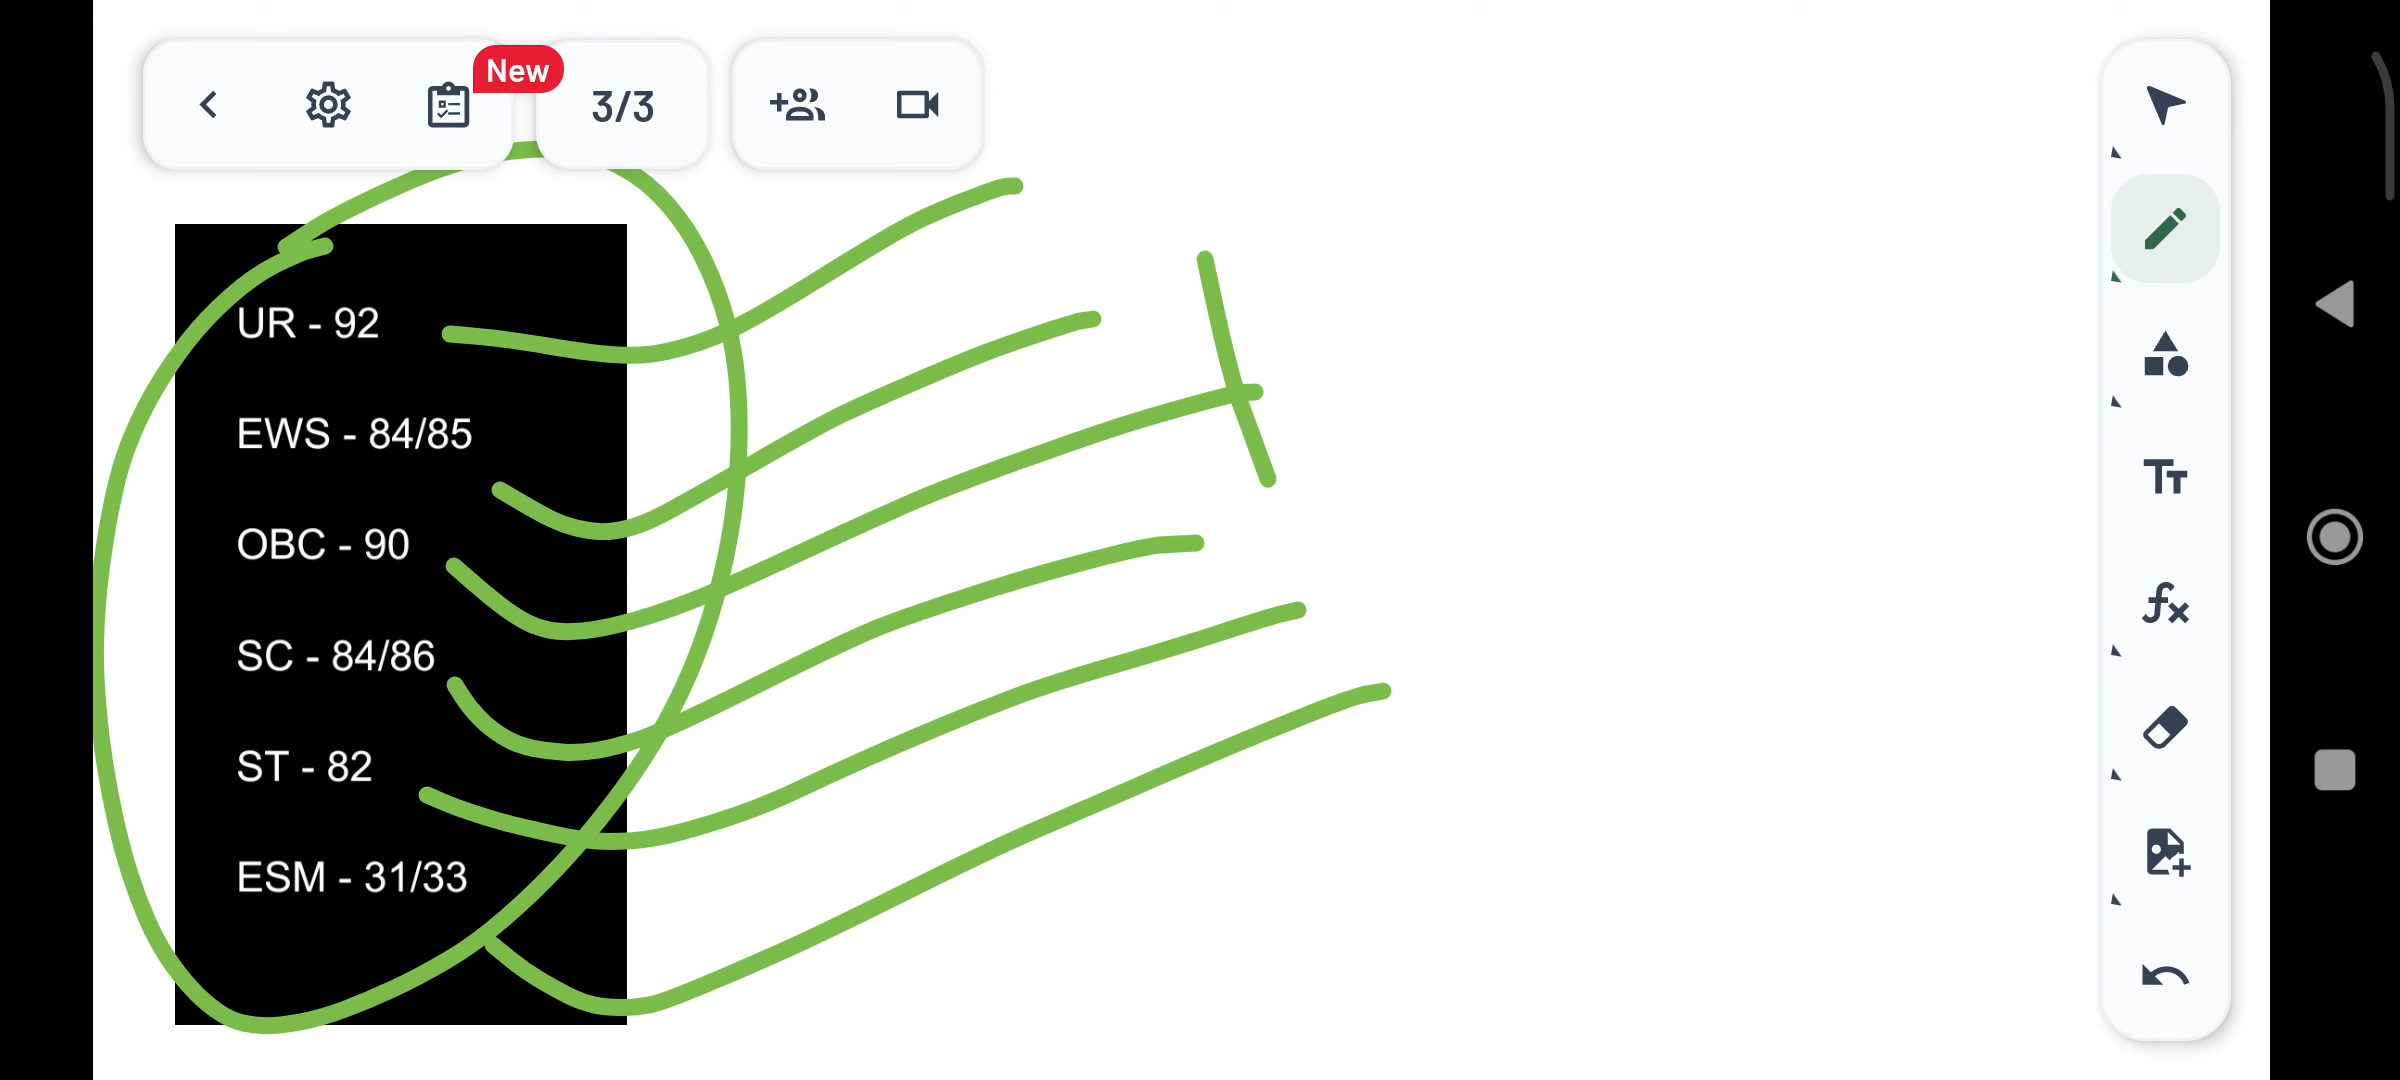 New
3/3
UR - 92
EWS - 84/85
OBC - 90
SC - 84/86
ST - 82
ESM - 31/33